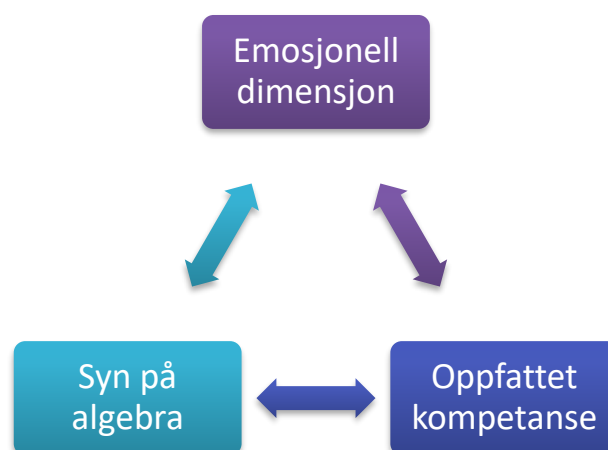 Emosjonell
dimensjon
Syn på
algebra
Oppfattet
kompetanse